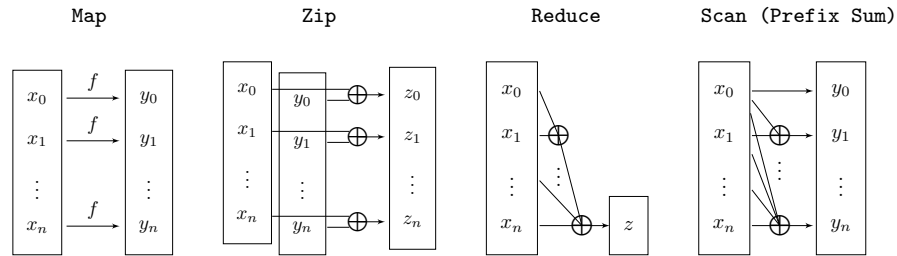 Map Zip Reduce Scan (Prefix Sum)
x₀ f y₀ x₀ y₀ ⊕ z₀ x₀ x₀ y₀
x₁ f y₁ x₁ y₁ ⊕ z₁ x₁ ⊕ x₁ ⊕ y₁
⋮ ⋮ ⋮ ⋮ ⋮ ⋮ ⋮ ⋮ ⋮ ⋮
xₙ f yₙ xₙ yₙ ⊕ zₙ xₙ ⊕ z xₙ ⊕ yₙ